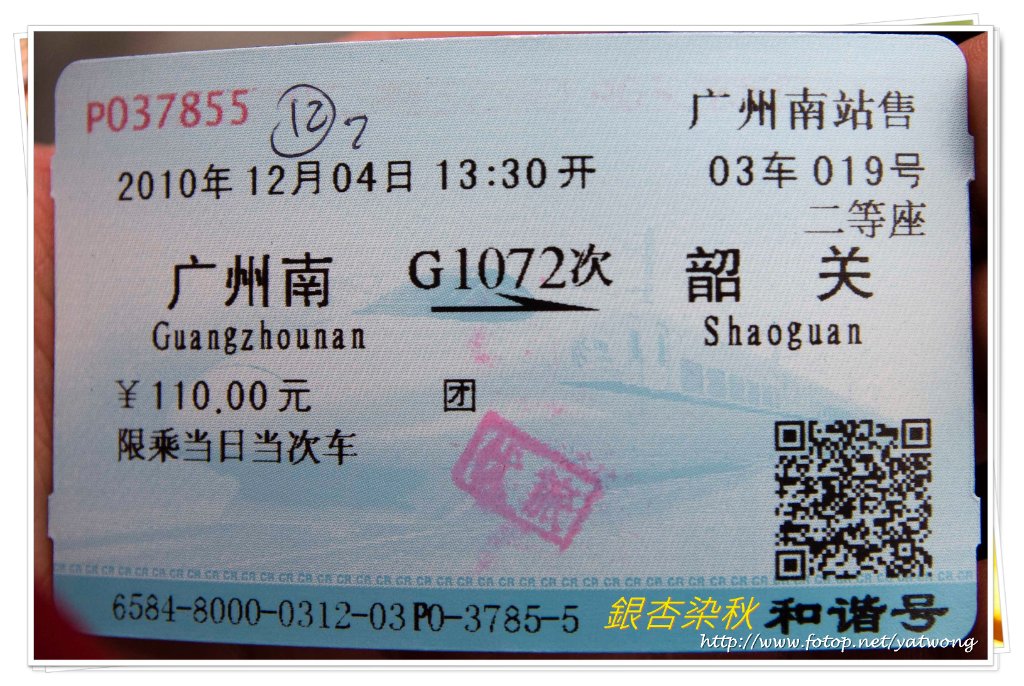 P037855
12 7
广州南站售
2010年12月04日 13:30开
03车 019号
二等座
广州南
G1072次
韶 关
Guangzhounan
Shaoguan
￥110.00元
团
限乘当日当次车
6584-8000-0312-03P0-3785-5
和谐号
銀杏染秋
http://www.fotop.net/yatwong